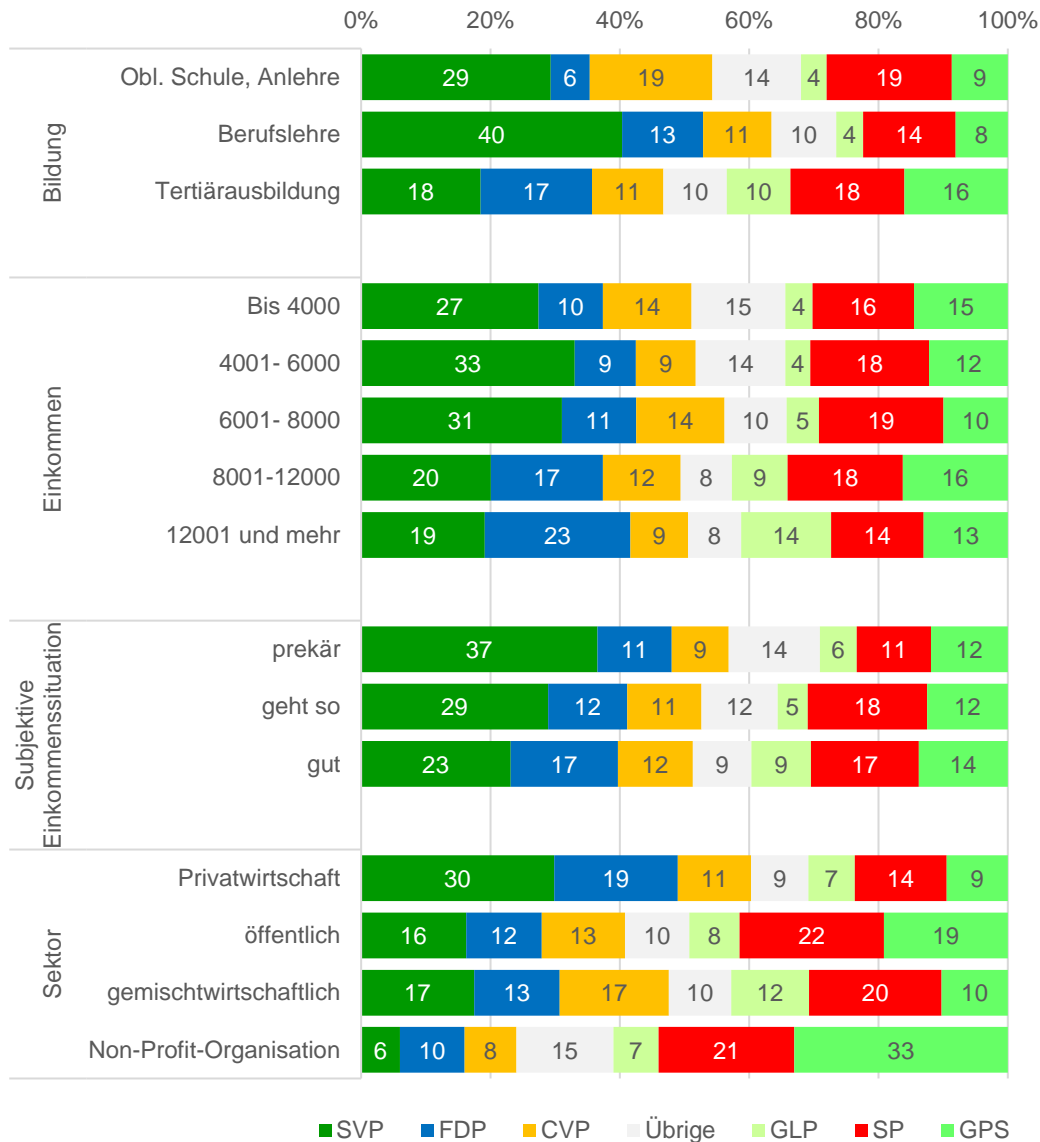 0% 20% 40% 60% 80% 100%
Bildung
Obl. Schule, Anlehre 29 6 19 14 4 19 9
Berufslehre 40 13 11 10 4 14 8
Tertiärausbildung 18 17 11 10 10 18 16
Einkommen
Bis 4000 27 10 14 15 4 16 15
4001- 6000 33 9 9 14 4 18 12
6001- 8000 31 11 14 10 5 19 10
8001-12000 20 17 12 8 9 18 16
12001 und mehr 19 23 9 8 14 14 13
Subjektive
Einkommenssituation
prekär 37 11 9 14 6 11 12
geht so 29 12 11 12 5 18 12
gut 23 17 12 9 9 17 14
Sektor
Privatwirtschaft 30 19 11 9 7 14 9
öffentlich 16 12 13 10 8 22 19
gemischtwirtschaftlich 17 13 17 10 12 20 10
Non-Profit-Organisation 6 10 8 15 7 21 33
SVP FDP CVP Übrige GLP SP GPS